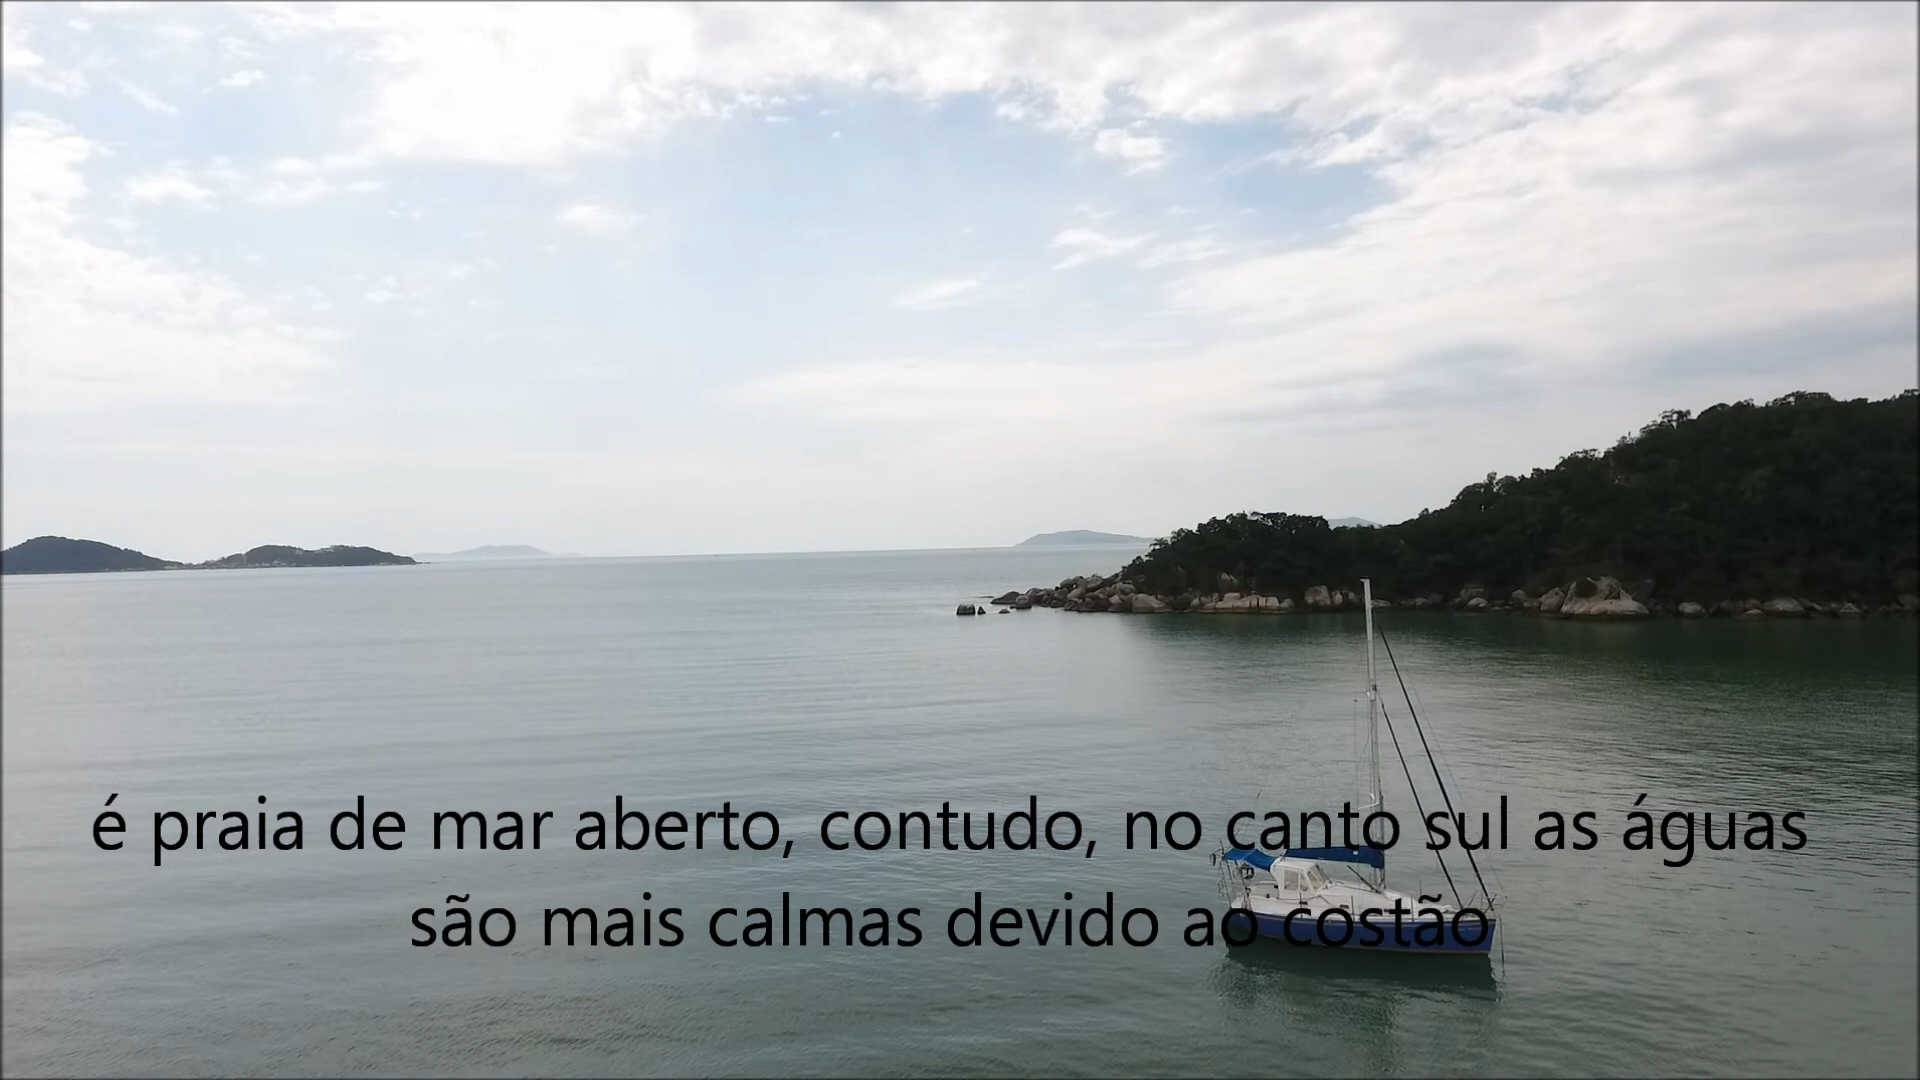 é praia de mar aberto, contudo, no canto sul as águas
são mais calmas devido ao costão